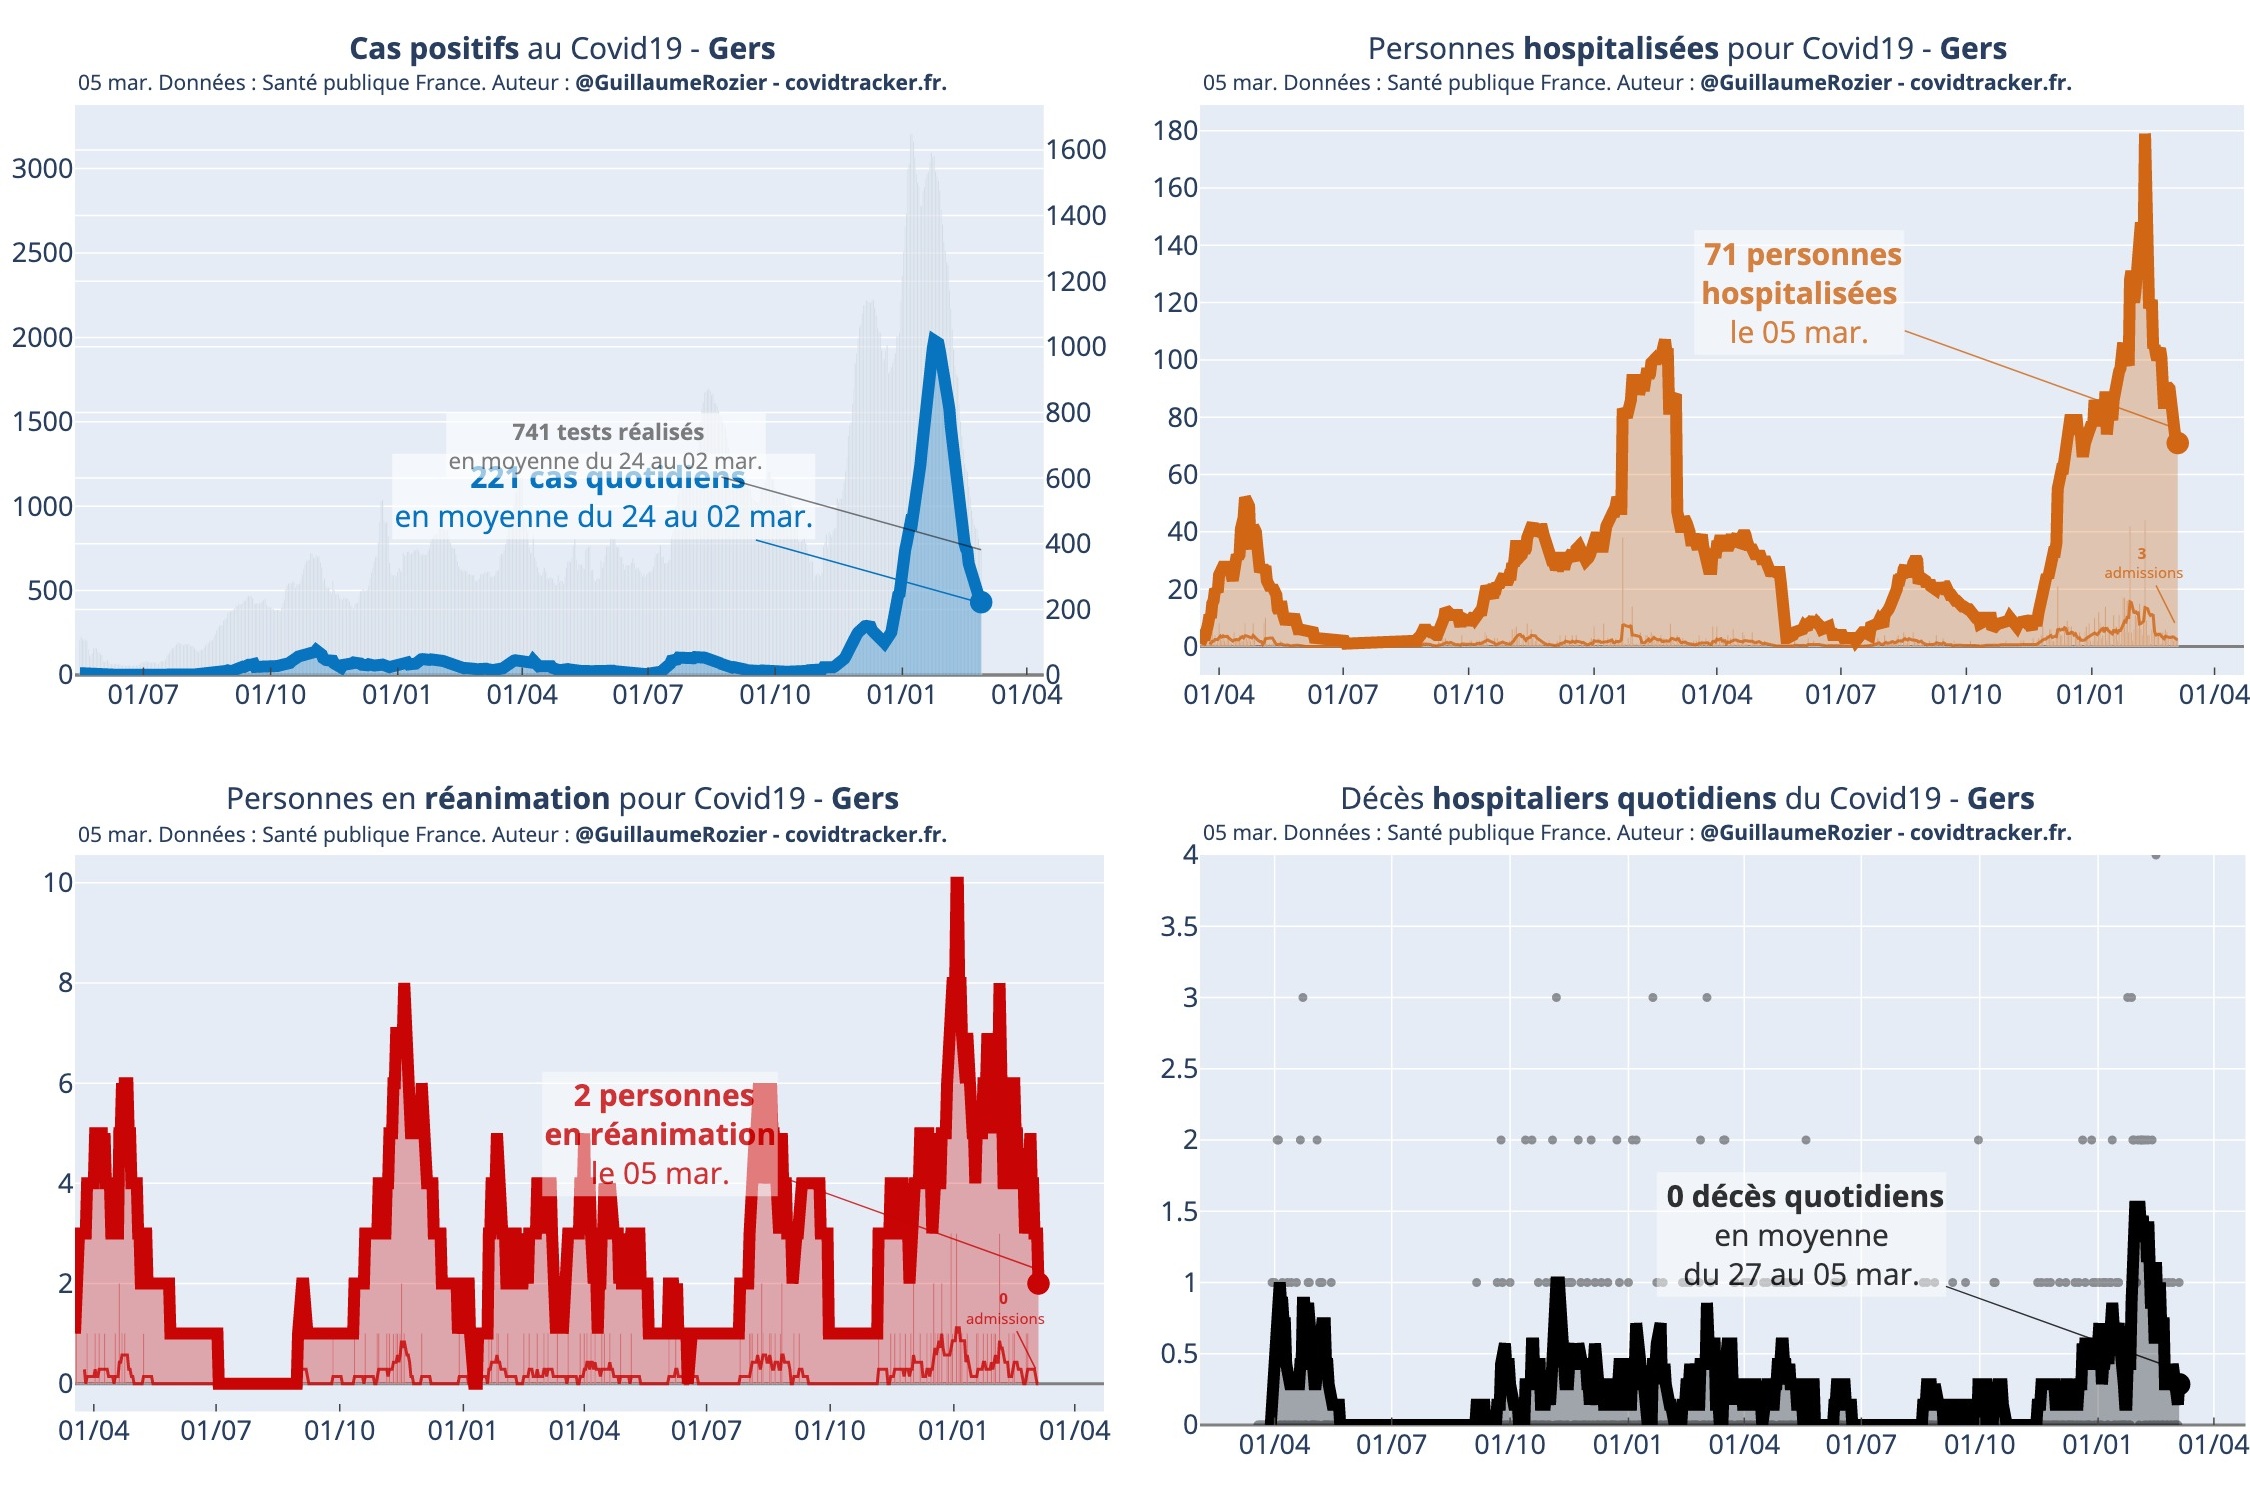 Cas positifs au Covid19 - Gers
05 mar. Données : Santé publique France. Auteur : @GuillaumeRozier - covidtracker.fr.
3000
2500
2000
1500
1000
500
0
1600
1400
1200
1000
800
600
400
200
0
741 tests réalisés
en moyenne du 24 au 02 mar.
221 cas quotidiens
en moyenne du 24 au 02 mar.
01/07 01/10 01/01 01/04 01/07 01/10 01/01 01/04
Personnes hospitalisées pour Covid19 - Gers
05 mar. Données : Santé publique France. Auteur : @GuillaumeRozier - covidtracker.fr.
180
160
140
120
100
80
60
40
20
0
71 personnes
hospitalisées
le 05 mar.
3
admissions
01/04 01/07 01/10 01/01 01/04 01/07 01/10 01/01 01/04
Personnes en réanimation pour Covid19 - Gers
05 mar. Données : Santé publique France. Auteur : @GuillaumeRozier - covidtracker.fr.
10
8
6
4
2
0
2 personnes
en réanimation
le 05 mar.
0
admissions
01/04 01/07 01/10 01/01 01/04 01/07 01/10 01/01 01/04
Décès hospitaliers quotidiens du Covid19 - Gers
05 mar. Données : Santé publique France. Auteur : @GuillaumeRozier - covidtracker.fr.
4
3.5
3
2.5
2
1.5
1
0.5
0
0 décès quotidiens
en moyenne
du 27 au 05 mar.
01/04 01/07 01/10 01/01 01/04 01/07 01/10 01/01 01/04